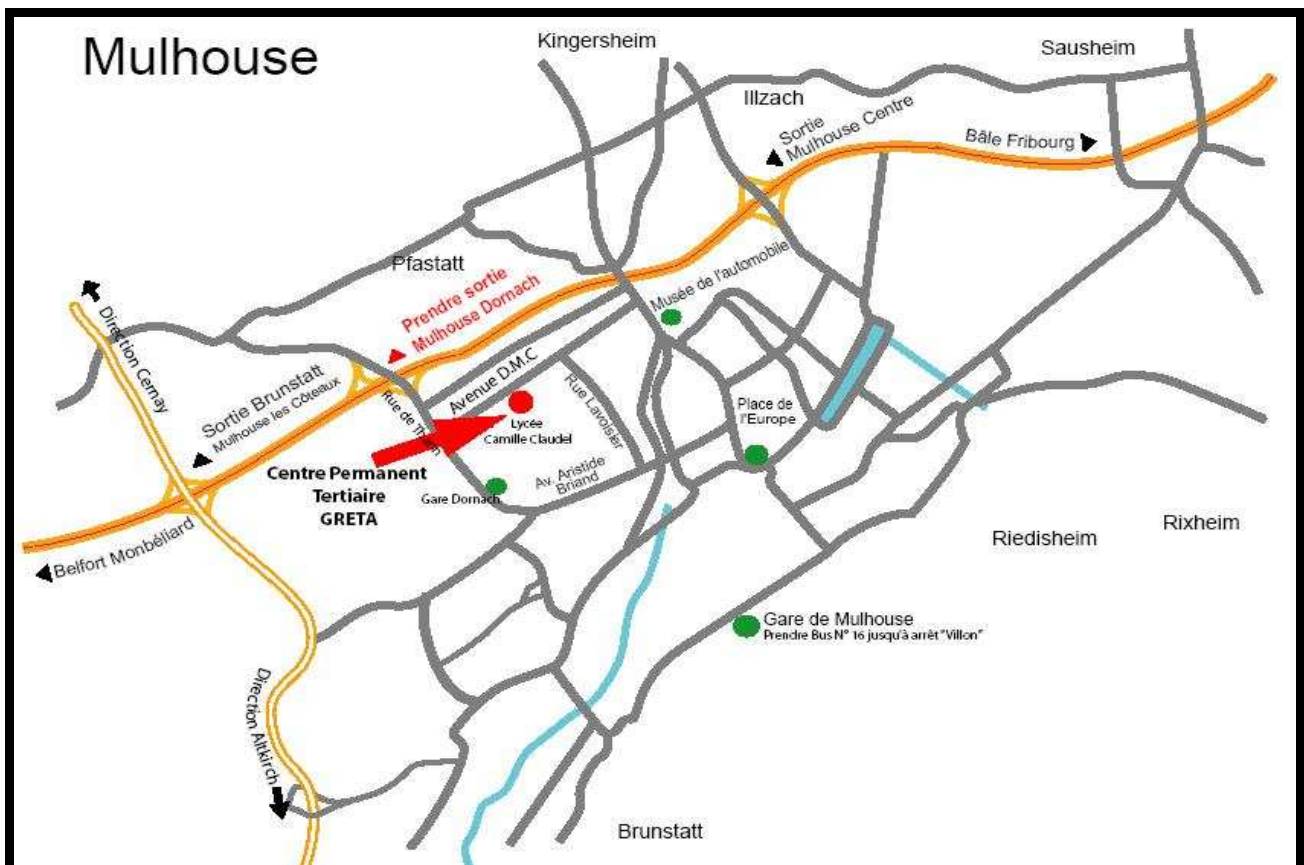 Mulhouse
Kingersheim
Sausheim
Illzach
Sortie
Mulhouse Centre
Bâle Fribourg
Pfastatt
Prendre sortie
Mulhouse Dornach
Musée de l'automobile
Direction Cernay
Sortie Brunstatt
Mulhouse les Côteaux
Rue de Thann
Avenue D.M.C
Rue Lavoisier
Lycée
Camille Claudel
Place de
l'Europe
Centre Permanent
Tertiaire
GRETA
Gare Dornach
Av. Aristide
Briand
Belfort Monbéliard
Riedisheim
Rixheim
Gare de Mulhouse
Prendre Bus N° 16 jusqu'à arrêt "Villon"
Direction Altkirch
Brunstatt